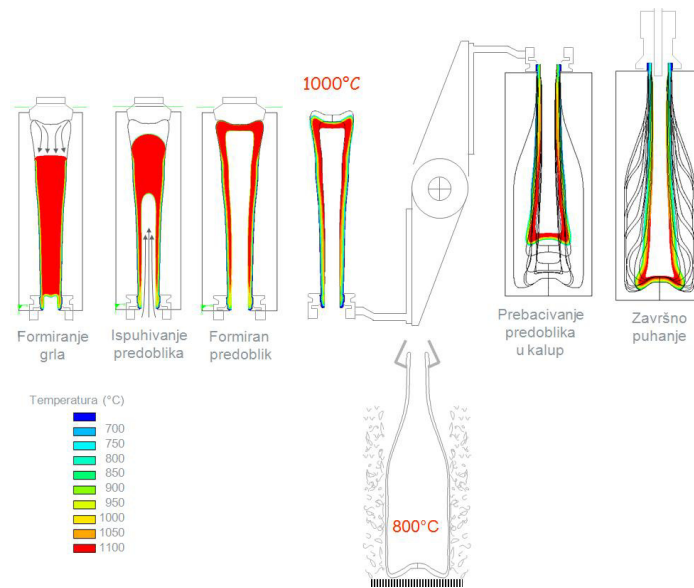 1000°C
Formiranje
grla
Ispuhivanje
predoblika
Formiran
predoblik
Prebacivanje
predoblika
u kalup
Završno
puhanje
Temperatura (°C)
700
750
800
850
900
950
1000
1050
1100
800°C